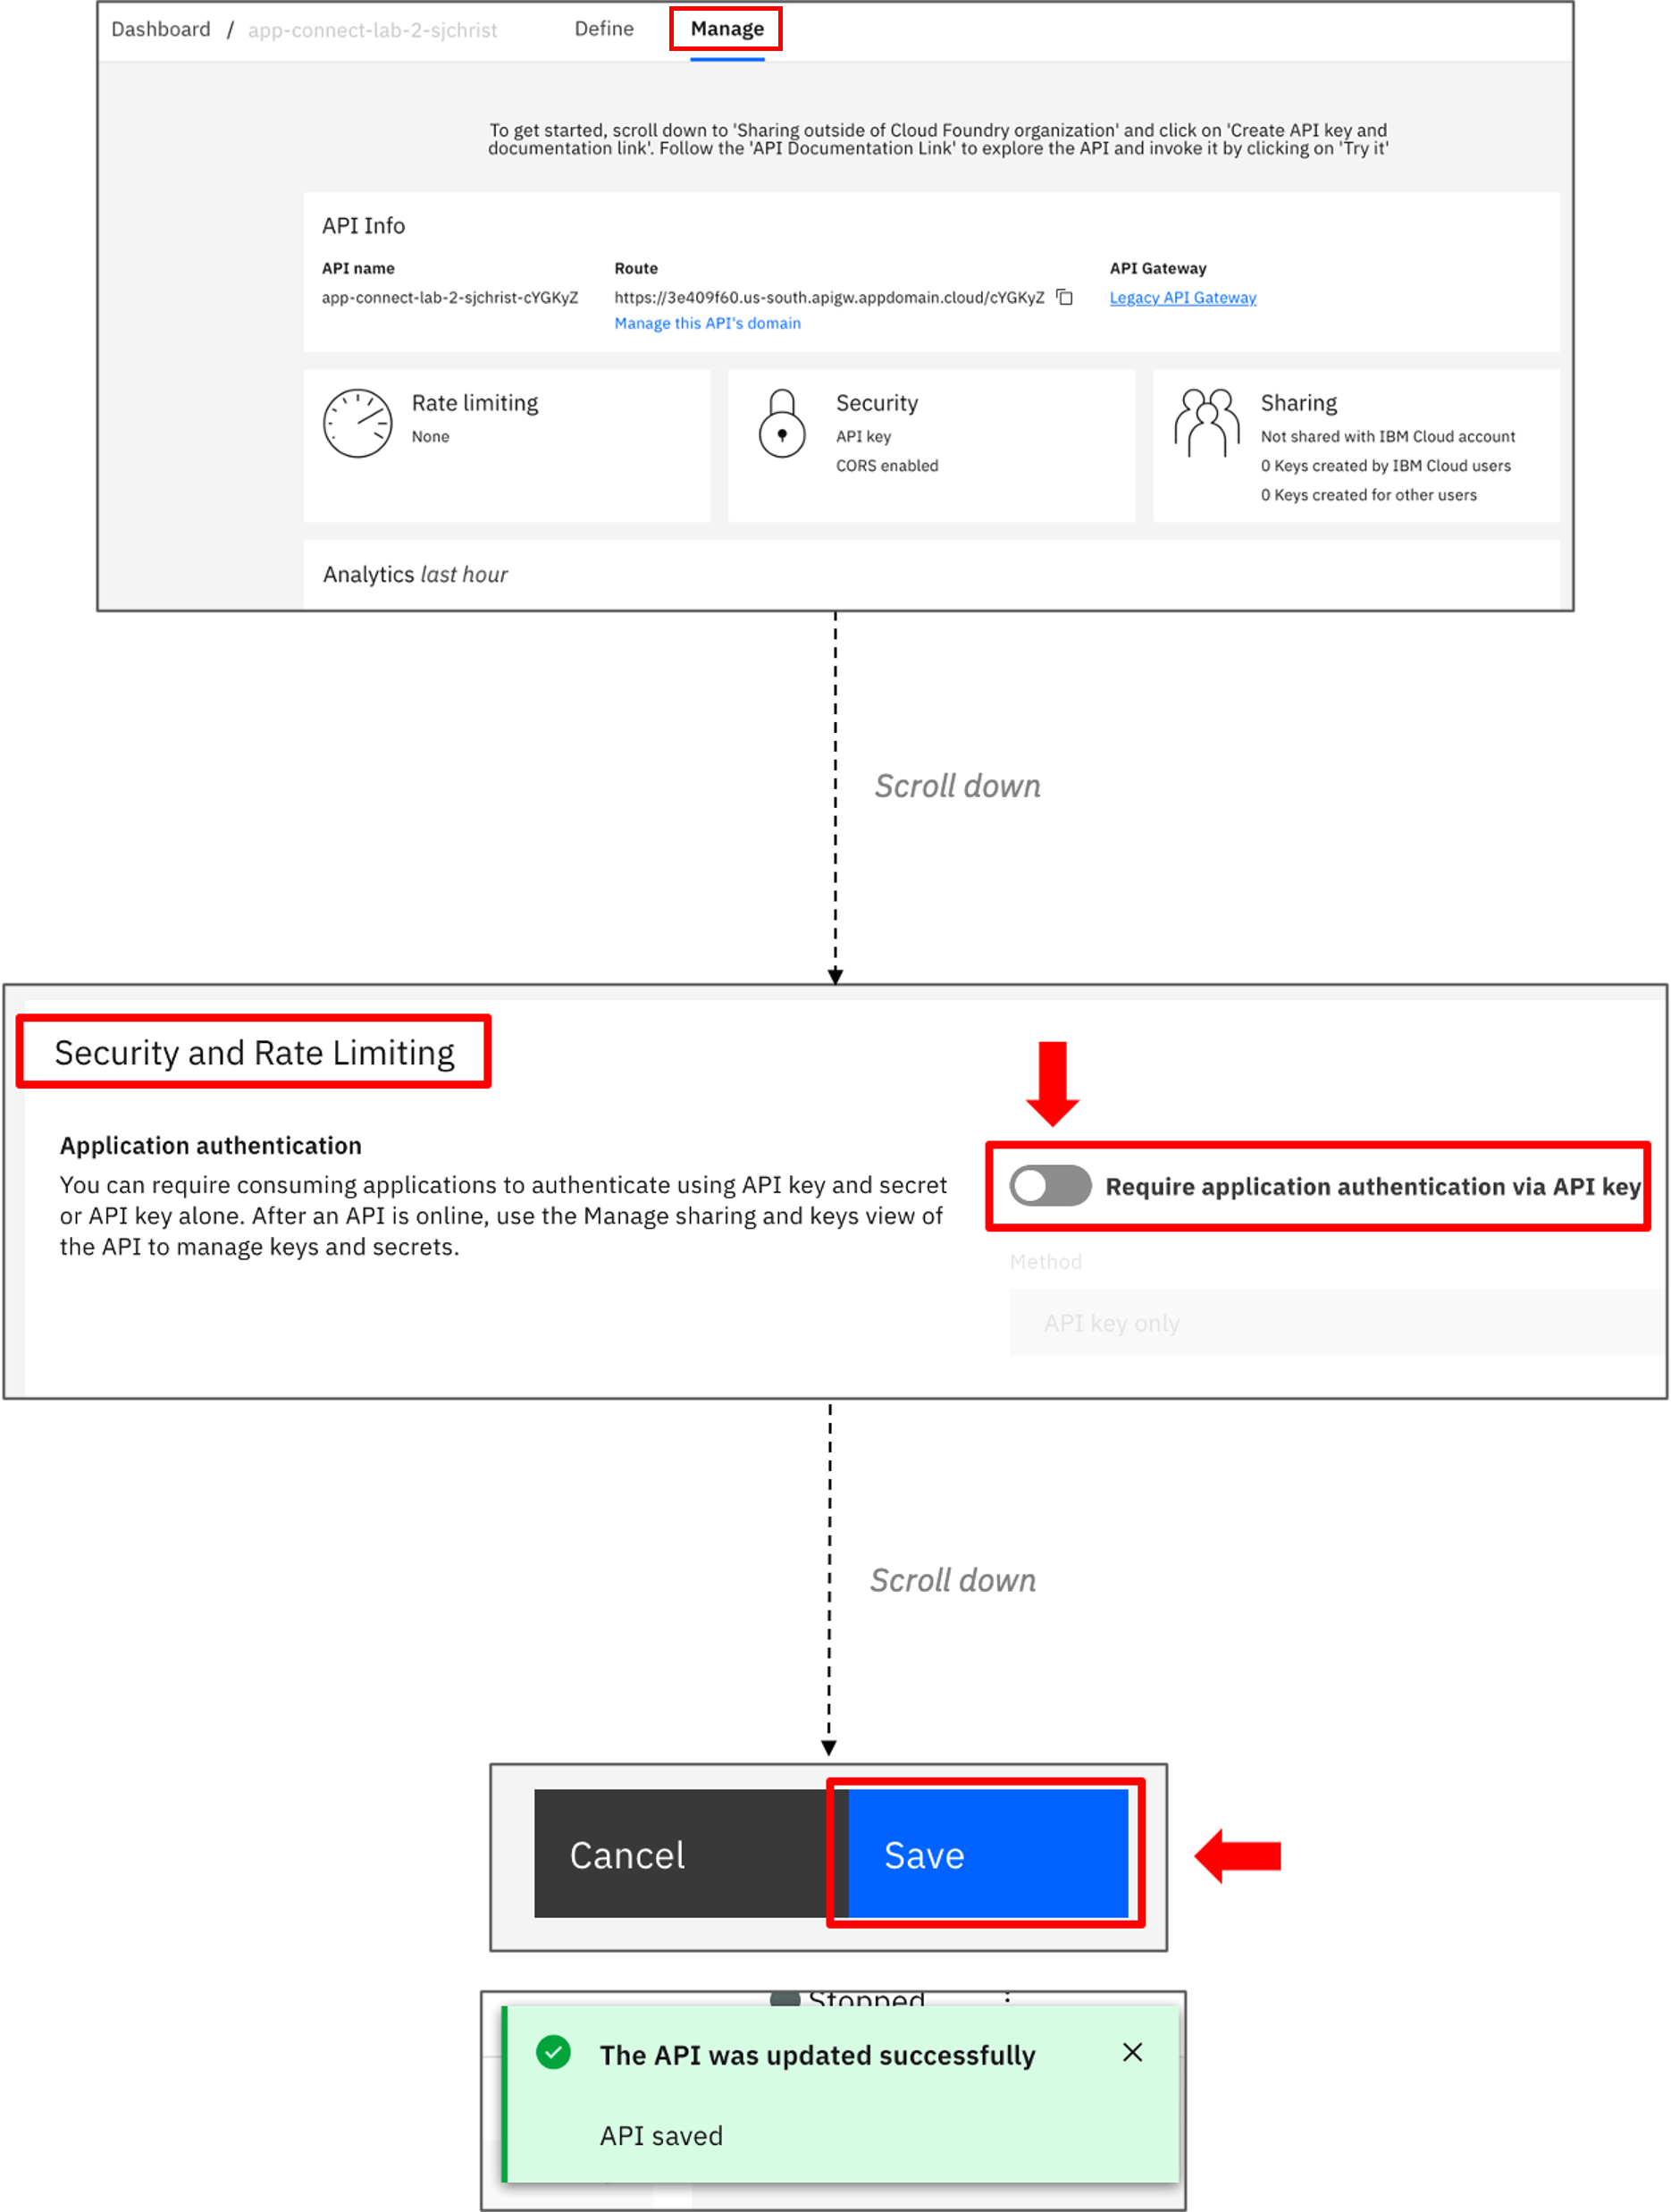 Dashboard / app-connect-lab-2-sjchrist Define Manage
To get started, scroll down to 'Sharing outside of Cloud Foundry organization' and click on 'Create API key and
documentation link'. Follow the 'API Documentation Link' to explore the API and invoke it by clicking on 'Try it'
API Info
API name Route API Gateway
app-connect-lab-2-sjchrist-cYGKyZ https://3e409f60.us-south.apigw.appdomain.cloud/cYGKyZ Legacy API Gateway
Manage this API's domain
Rate limiting
None
Security
API key
CORS enabled
Sharing
Not shared with IBM Cloud account
0 Keys created by IBM Cloud users
0 Keys created for other users
Analytics last hour
Scroll down
Security and Rate Limiting
Application authentication
You can require consuming applications to authenticate using API key and secret
or API key alone. After an API is online, use the Manage sharing and keys view of
the API to manage keys and secrets.
Require application authentication via API key
Method
API key only
Scroll down
Cancel Save
Stopped
The API was updated successfully
API saved